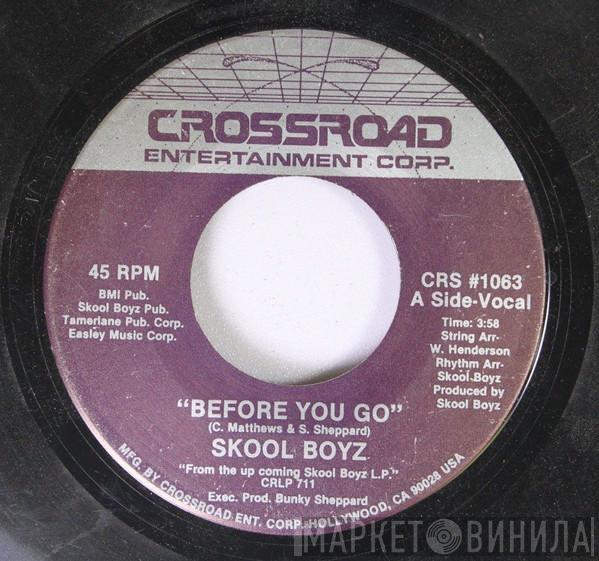 CROSSROAD
ENTERTAINMENT CORP.
45 RPM
BMI Pub.
Skool Boyz Pub.
Tamerlane Pub. Corp.
Easley Music Corp.
CRS #1063
A Side-Vocal
Time: 3:58
String Arr-
W. Henderson
Rhythm Arr-
Skool Boyz
Produced by
Skool Boyz
"BEFORE YOU GO"
(C. Matthews & S. Sheppard)
SKOOL BOYZ
"From the up coming Skool Boyz L.P."
CRLP 711
Exec. Prod. Bunky Sheppard
MFG. BY CROSSROAD ENT. CORP. HOLLYWOOD, CA 90028 USA
МАРКЕТ ВИНИЛА